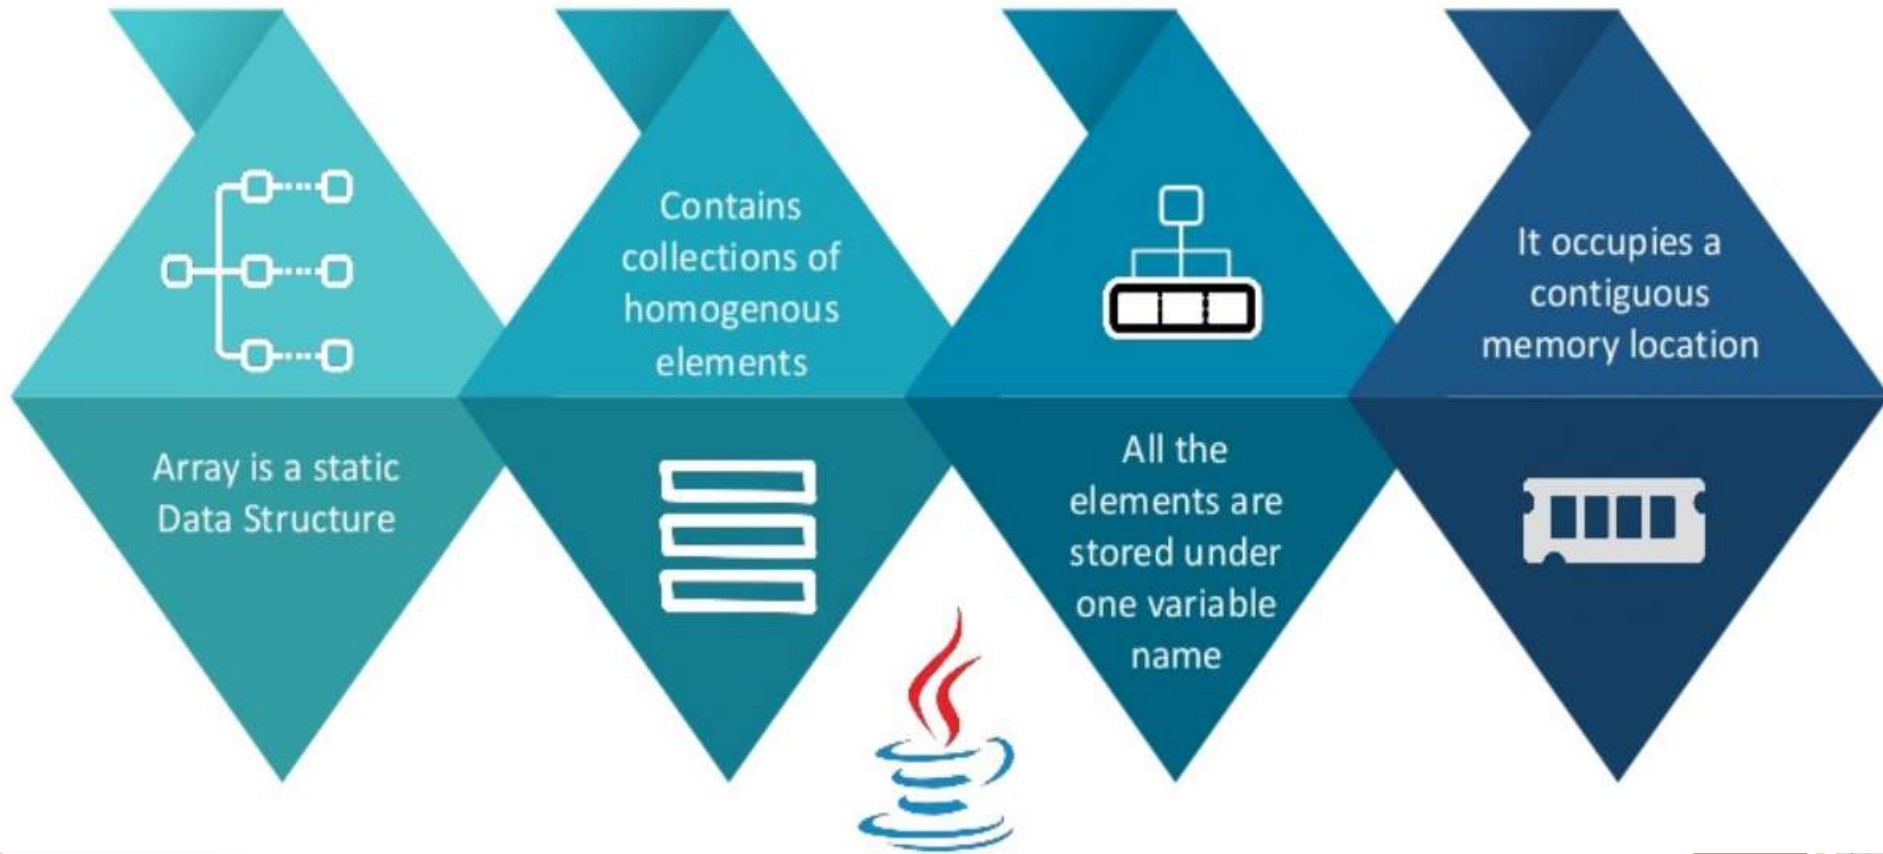 Array is a static
Data Structure
Contains
collections of
homogenous
elements
All the
elements are
stored under
one variable
name
It occupies a
contiguous
memory location